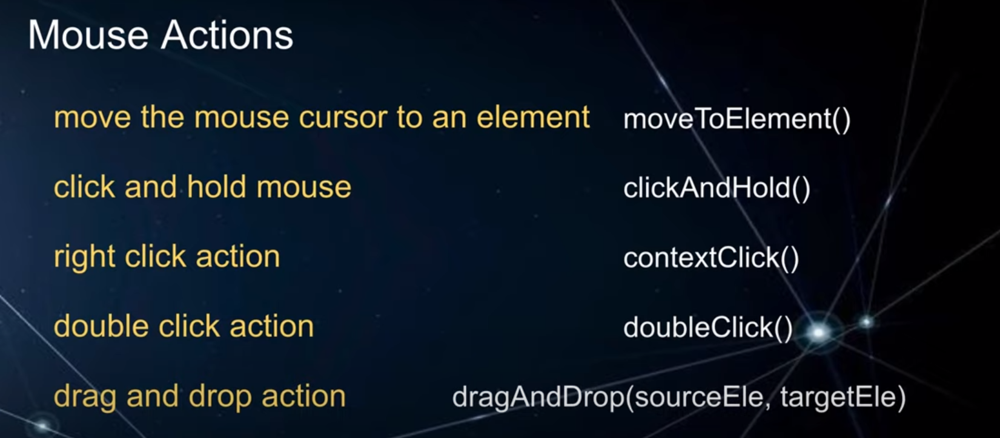 Mouse Actions
move the mouse cursor to an element moveToElement()
click and hold mouse clickAndHold()
right click action contextClick()
double click action doubleClick()
drag and drop action dragAndDrop(sourceEle, targetEle)